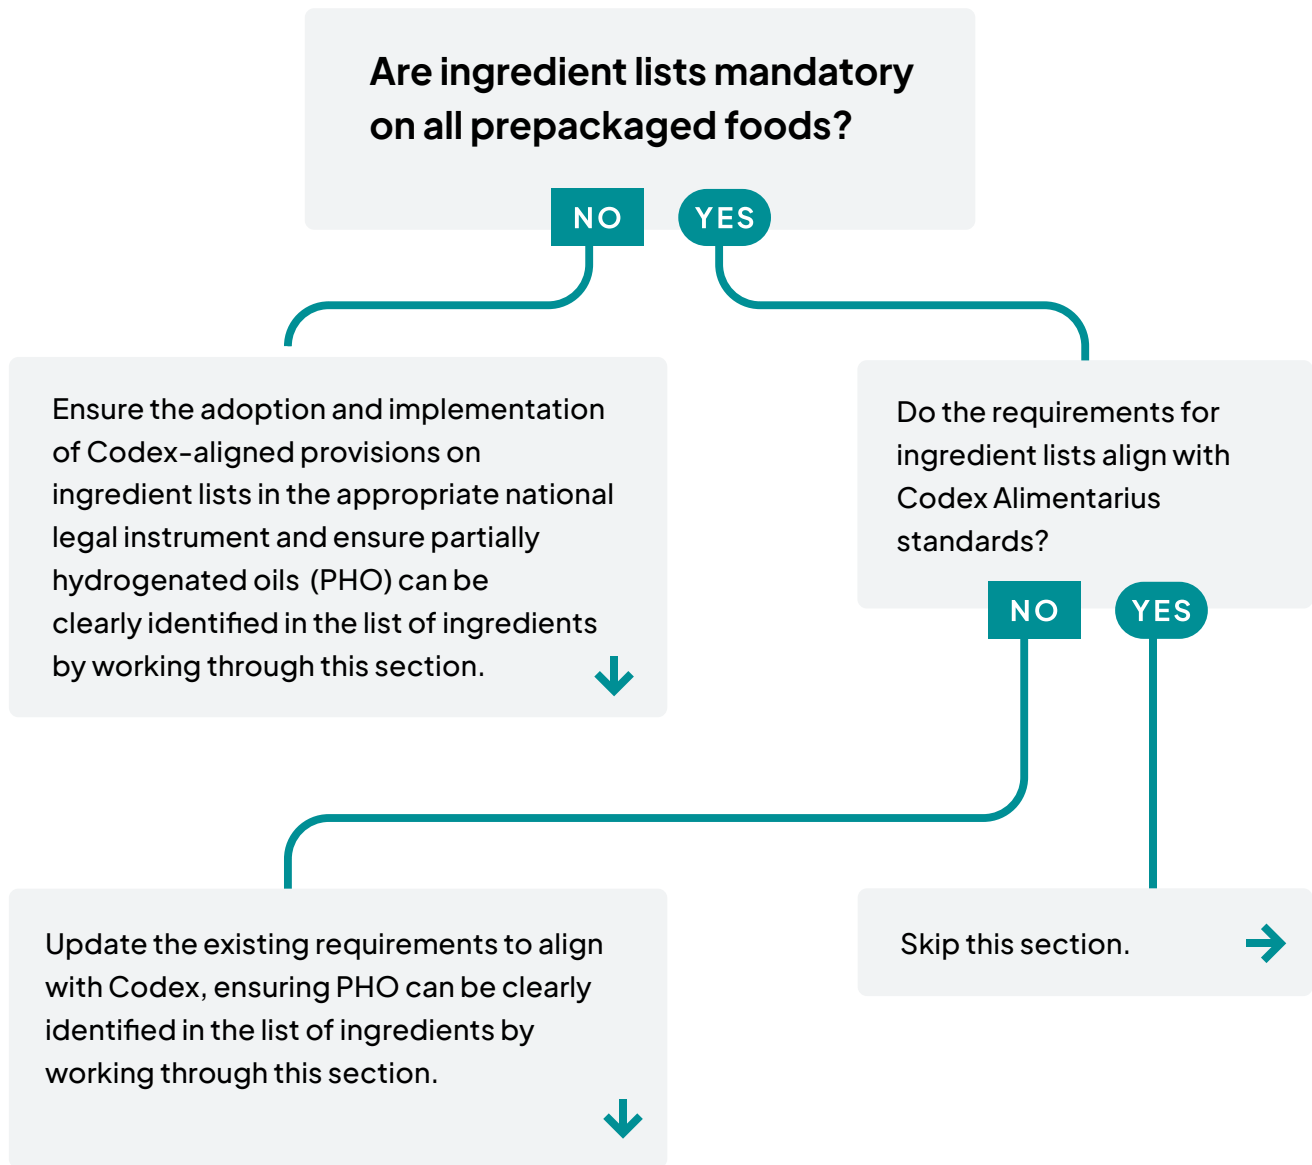 Are ingredient lists mandatory
on all prepackaged foods?
NO
YES
Ensure the adoption and implementation
of Codex-aligned provisions on
ingredient lists in the appropriate national
legal instrument and ensure partially
hydrogenated oils (PHO) can be
clearly identified in the list of ingredients
by working through this section.
Do the requirements for
ingredient lists align with
Codex Alimentarius
standards?
NO
YES
Update the existing requirements to align
with Codex, ensuring PHO can be clearly
identified in the list of ingredients by
working through this section.
Skip this section.